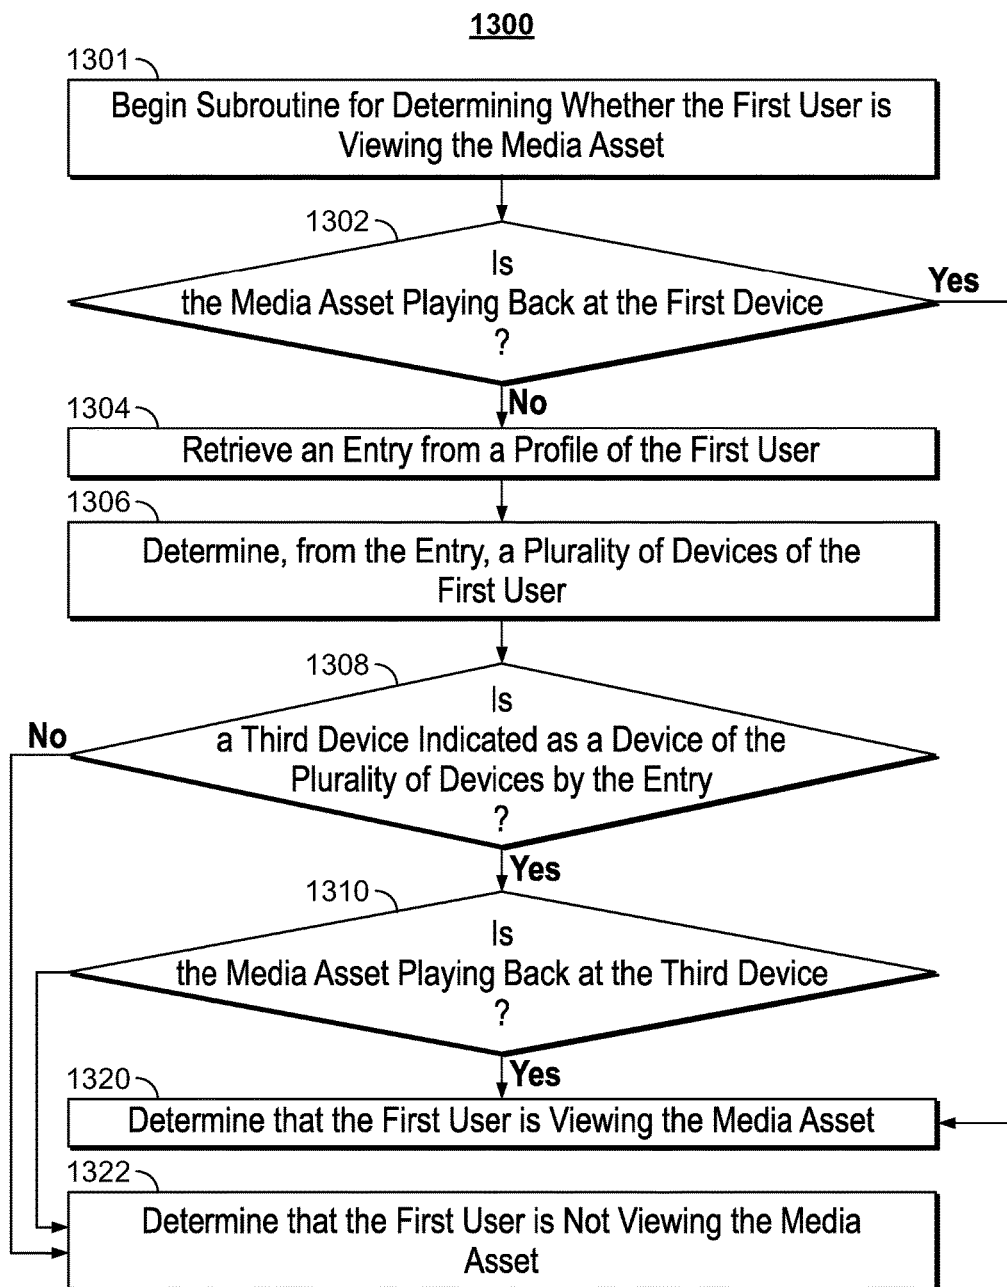 1300
1301
Begin Subroutine for Determining Whether the First User is
Viewing the Media Asset
1302
Is
the Media Asset Playing Back at the First Device
?
Yes
No
1304
Retrieve an Entry from a Profile of the First User
1306
Determine, from the Entry, a Plurality of Devices of the
First User
1308
Is
a Third Device Indicated as a Device of the
Plurality of Devices by the Entry
?
No
Yes
1310
Is
the Media Asset Playing Back at the Third Device
?
Yes
1320
Determine that the First User is Viewing the Media Asset
1322
Determine that the First User is Not Viewing the Media
Asset